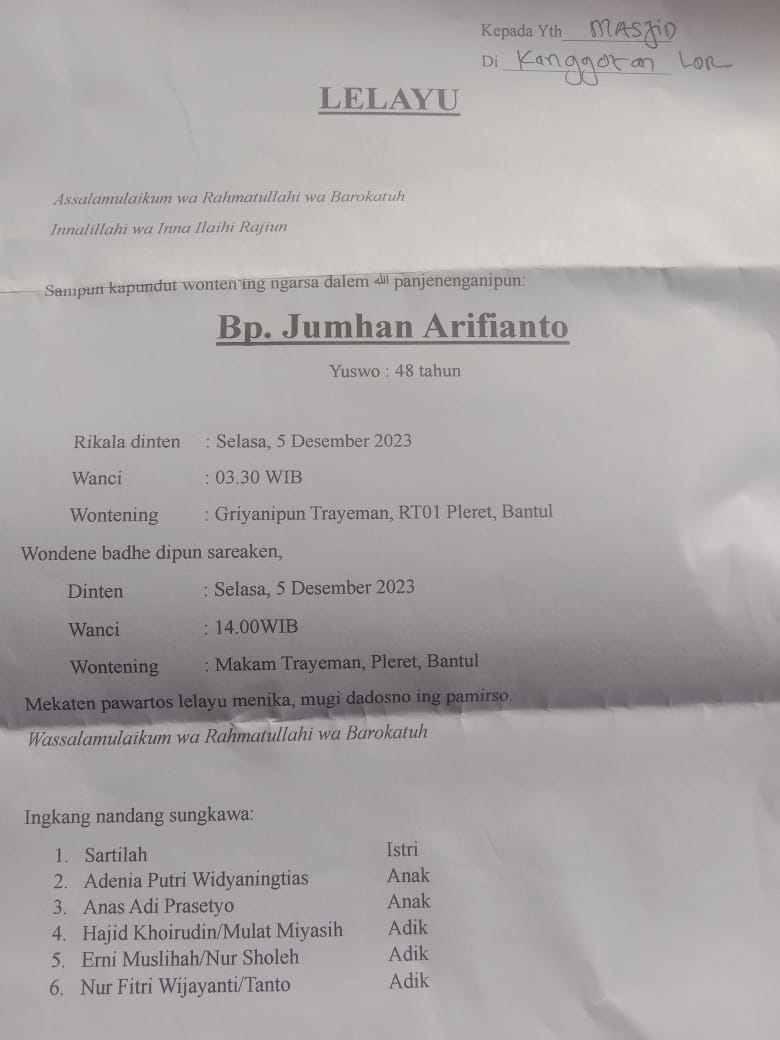 Kepada Yth MASJID
Di Kanggotan LOR
LELAYU
Assalamulaikum wa Rahmatullahi wa Barokatuh
Innalillahi wa Inna Ilaihi Rajiun
Sampun kapundut wonten ing ngarsa dalem الله panjenenganipun:
Bp. Jumhan Arifianto
Yuswo : 48 tahun
Rikala dinten : Selasa, 5 Desember 2023
Wanci : 03.30 WIB
Wontening : Griyanipun Trayeman, RT01 Pleret, Bantul
Wondene badhe dipun sareaken,
Dinten : Selasa, 5 Desember 2023
Wanci : 14.00WIB
Wontening : Makam Trayeman, Pleret, Bantul
Mekaten pawartos lelayu menika, mugi dadosno ing pamirso.
Wassalamulaikum wa Rahmatullahi wa Barokatuh
Ingkang nandang sungkawa:
1. Sartilah Istri
2. Adenia Putri Widyaningtias Anak
3. Anas Adi Prasetyo Anak
4. Hajid Khoirudin/Mulat Miyasih Adik
5. Erni Muslihah/Nur Sholeh Adik
6. Nur Fitri Wijayanti/Tanto Adik